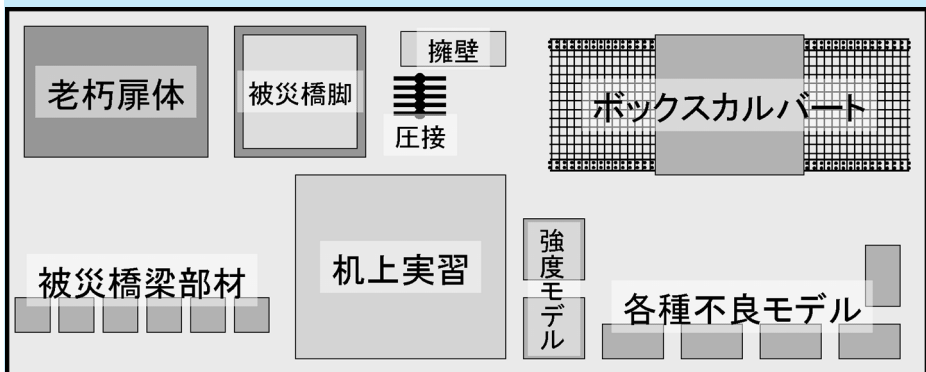 老朽扉体
被災橋脚
擁壁
圧接
ボックスカルバート
被災橋梁部材
机上実習
強度モデル
各種不良モデル